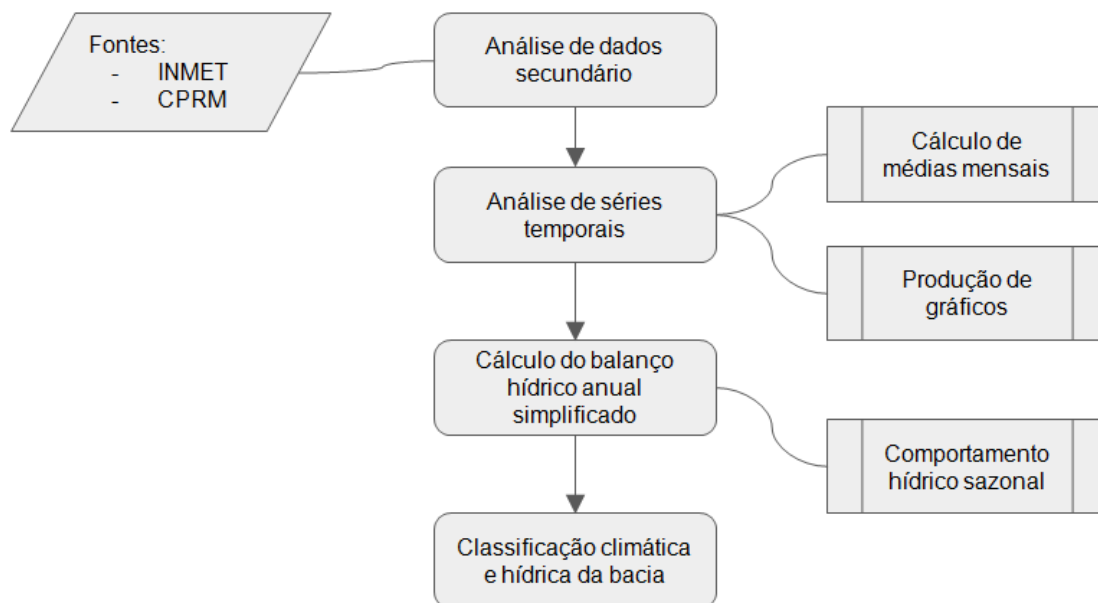 Fontes:
- INMET
- CPRM
Análise de dados
secundário
Análise de séries
temporais
Cálculo de
médias mensais
Produção de
gráficos
Cálculo do balanço
hídrico anual
simplificado
Comportamento
hídrico sazonal
Classificação climática
e hídrica da bacia